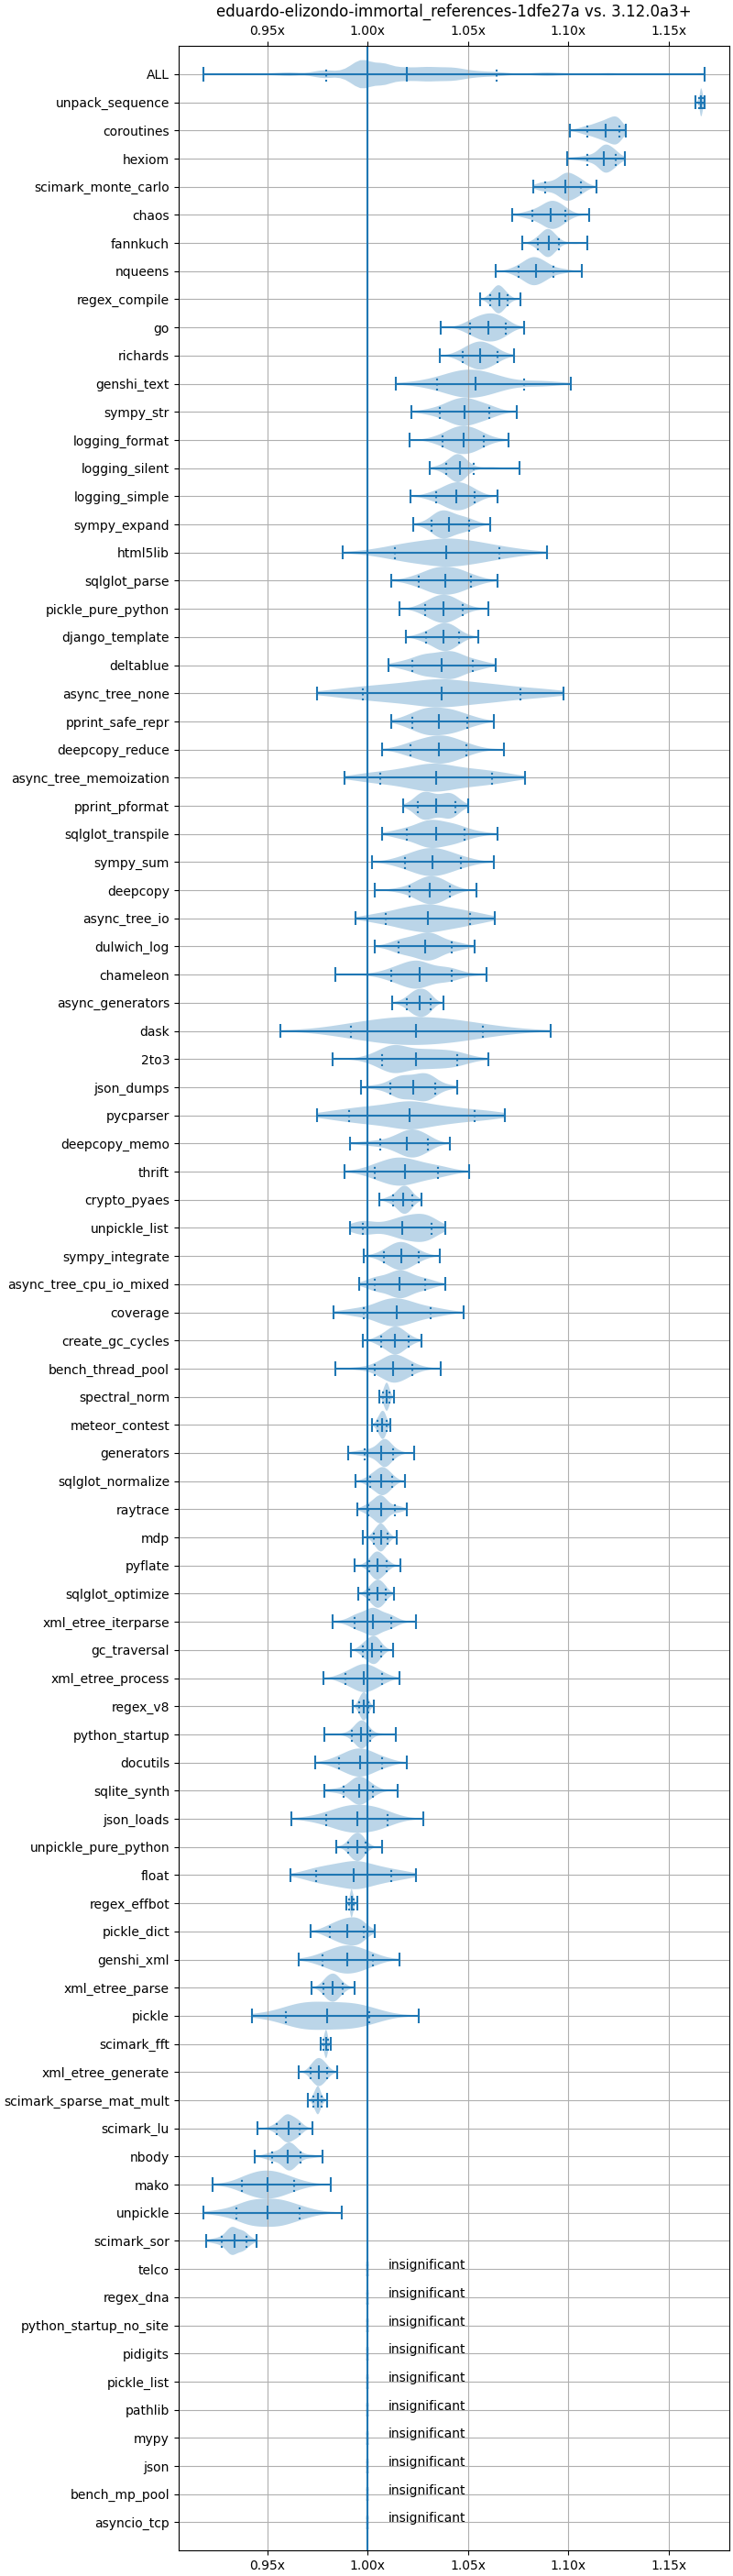 eduardo-elizondo-immortal_references-1dfe27a vs. 3.12.0a3+
0.95x 1.00x 1.05x 1.10x 1.15x
ALL
unpack_sequence
coroutines
hexiom
scimark_monte_carlo
chaos
fannkuch
nqueens
regex_compile
go
richards
genshi_text
sympy_str
logging_format
logging_silent
logging_simple
sympy_expand
html5lib
sqlglot_parse
pickle_pure_python
django_template
deltablue
async_tree_none
pprint_safe_repr
deepcopy_reduce
async_tree_memoization
pprint_pformat
sqlglot_transpile
sympy_sum
deepcopy
async_tree_io
dulwich_log
chameleon
async_generators
dask
2to3
json_dumps
pycparser
deepcopy_memo
thrift
crypto_pyaes
unpickle_list
sympy_integrate
async_tree_cpu_io_mixed
coverage
create_gc_cycles
bench_thread_pool
spectral_norm
meteor_contest
generators
sqlglot_normalize
raytrace
mdp
pyflate
sqlglot_optimize
xml_etree_iterparse
gc_traversal
xml_etree_process
regex_v8
python_startup
docutils
sqlite_synth
json_loads
unpickle_pure_python
float
regex_effbot
pickle_dict
genshi_xml
xml_etree_parse
pickle
scimark_fft
xml_etree_generate
scimark_sparse_mat_mult
scimark_lu
nbody
mako
unpickle
scimark_sor
telco insignificant
regex_dna insignificant
python_startup_no_site insignificant
pidigits insignificant
pickle_list insignificant
pathlib insignificant
mypy insignificant
json insignificant
bench_mp_pool insignificant
asyncio_tcp insignificant
0.95x 1.00x 1.05x 1.10x 1.15x